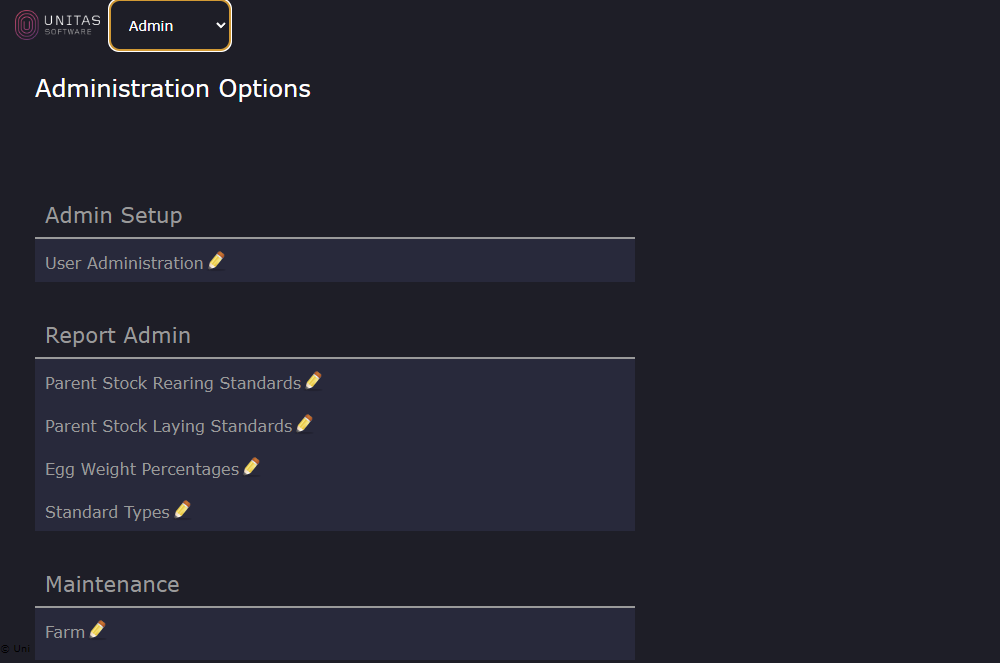 UNITAS
SOFTWARE
Admin
Administration Options
Admin Setup
User Administration
Report Admin
Parent Stock Rearing Standards
Parent Stock Laying Standards
Egg Weight Percentages
Standard Types
Maintenance
Farm
© Uni